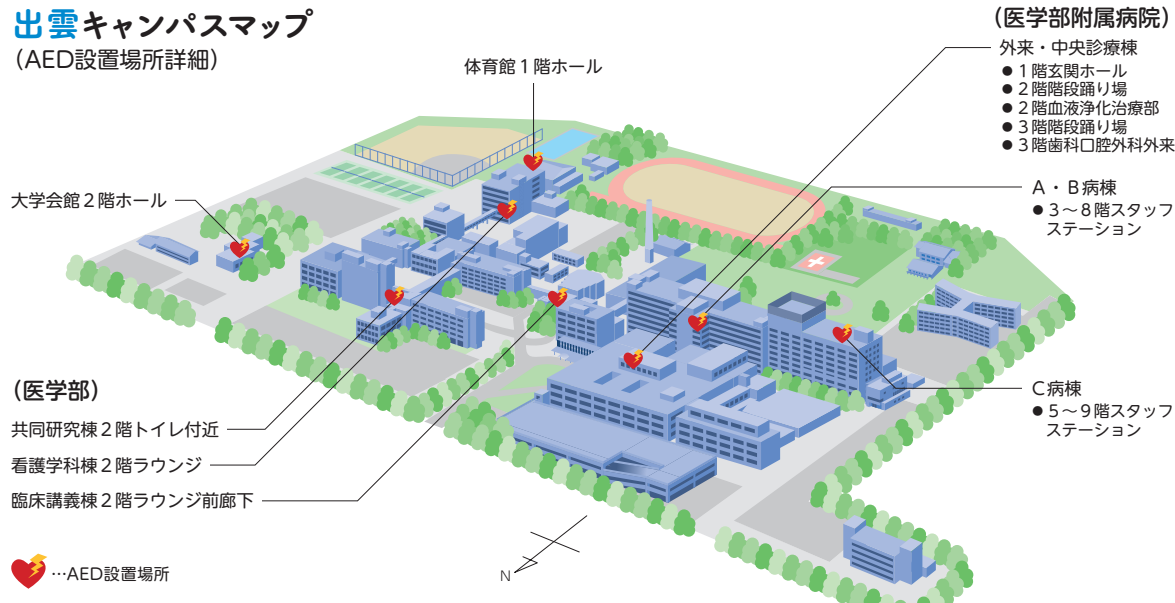 出雲キャンパスマップ
(AED設置場所詳細)
体育館1階ホール
大学会館2階ホール
(医学部附属病院)
外来・中央診療棟
●1階玄関ホール
●2階階段踊り場
●2階血液浄化治療部
●3階階段踊り場
●3階歯科口腔外科外来
A・B病棟
●3~8階スタッフ
ステーション
C病棟
●5~9階スタッフ
ステーション
(医学部)
共同研究棟2階トイレ付近
看護学科棟2階ラウンジ
臨床講義棟2階ラウンジ前廊下
…AED設置場所
N